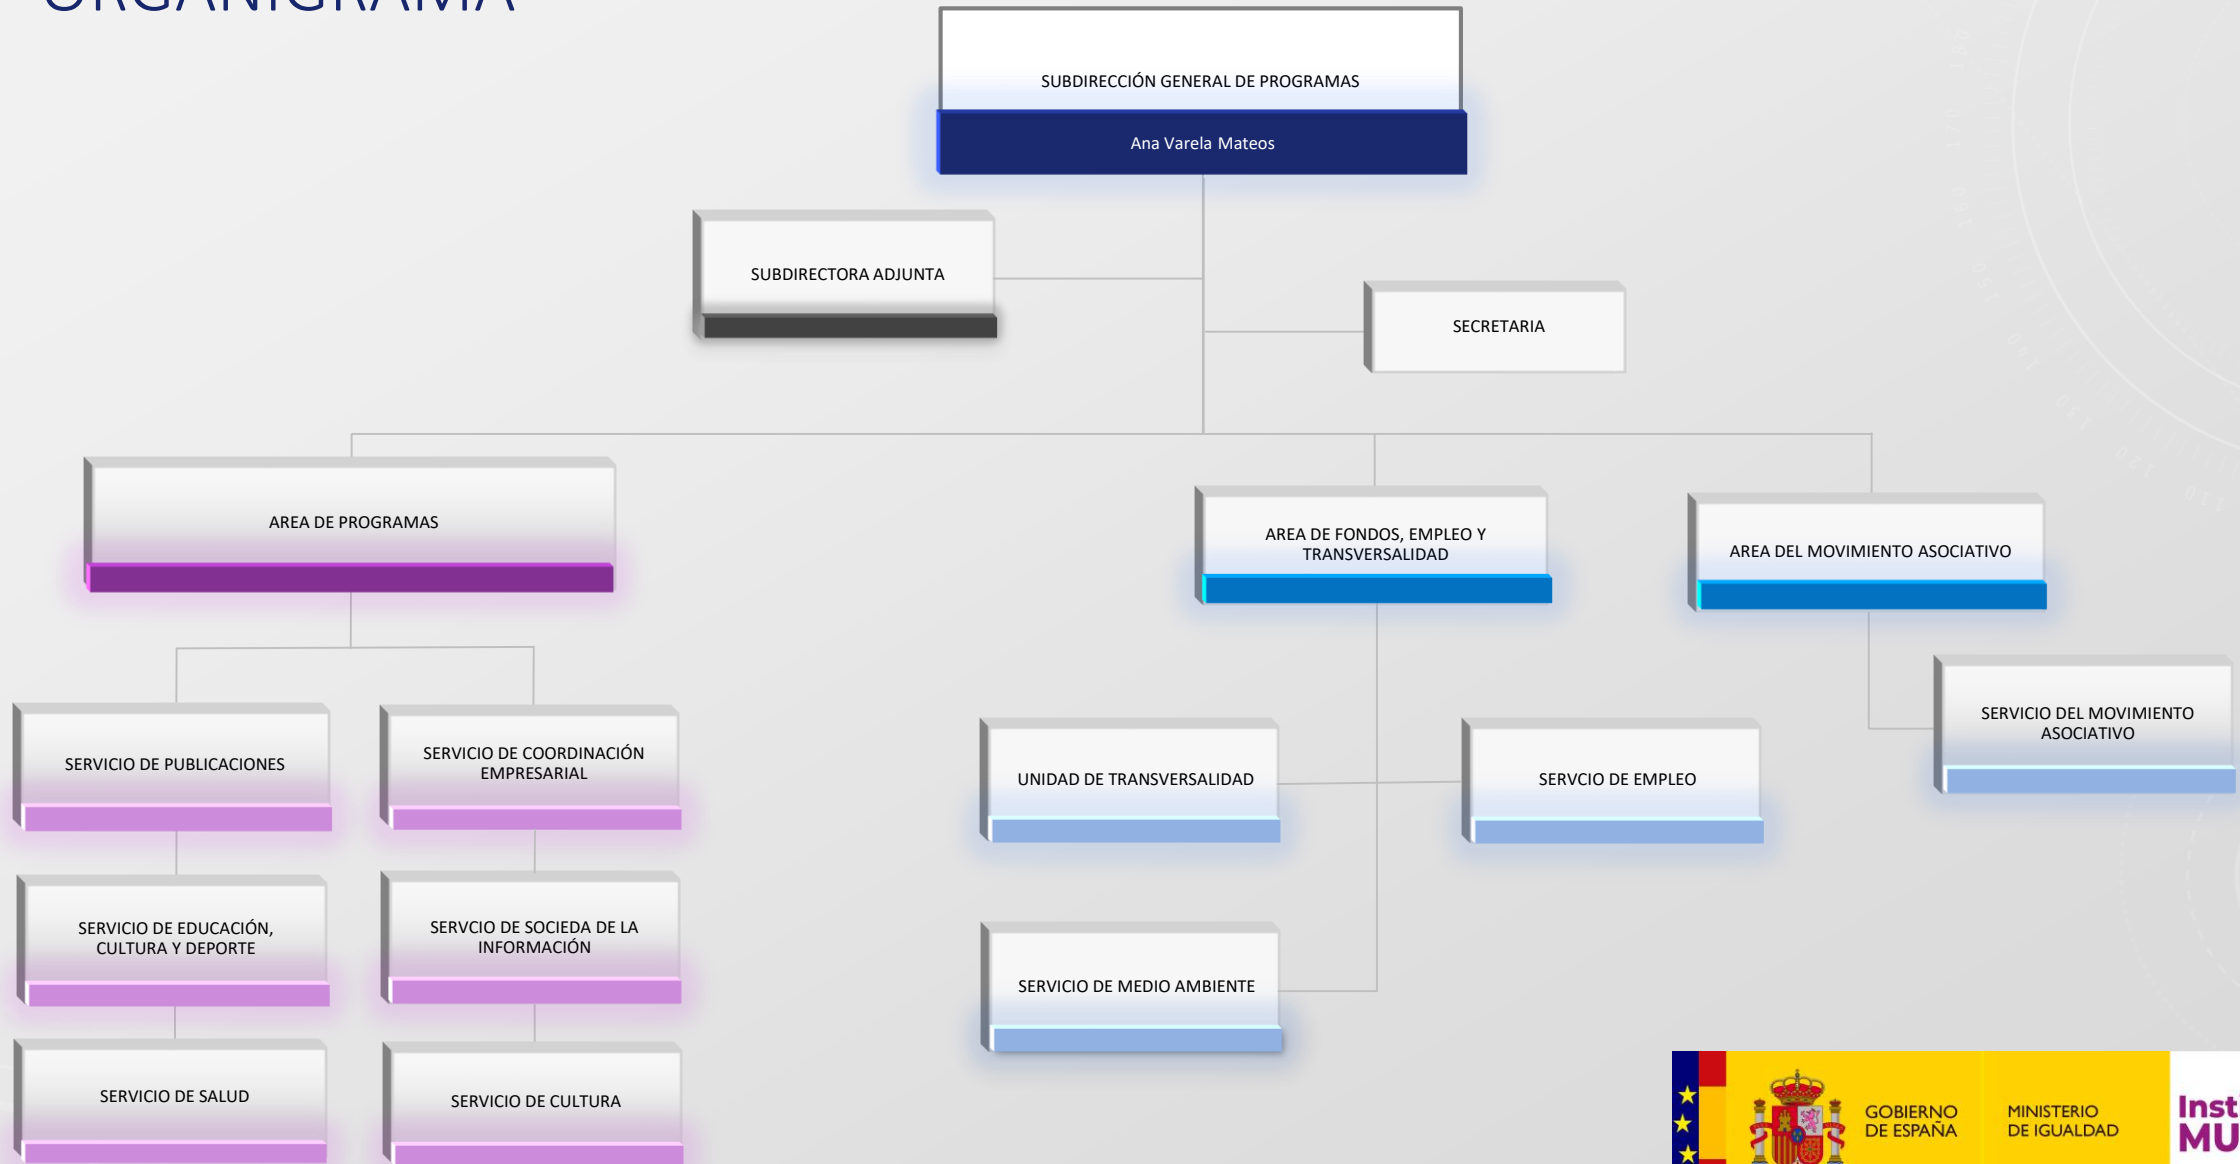 ORGANIGRAMA
SUBDIRECCIÓN GENERAL DE PROGRAMAS
Ana Varela Mateos
SUBDIRECTORA ADJUNTA
SECRETARIA
AREA DE PROGRAMAS
AREA DE FONDOS, EMPLEO Y
TRANSVERSALIDAD
AREA DEL MOVIMIENTO ASOCIATIVO
SERVICIO DE PUBLICACIONES
SERVICIO DE COORDINACIÓN
EMPRESARIAL
UNIDAD DE TRANSVERSALIDAD
SERVCIO DE EMPLEO
SERVICIO DEL MOVIMIENTO
ASOCIATIVO
SERVICIO DE EDUCACIÓN,
CULTURA Y DEPORTE
SERVCIO DE SOCIEDA DE LA
INFORMACIÓN
SERVICIO DE MEDIO AMBIENTE
SERVICIO DE SALUD
SERVICIO DE CULTURA
GOBIERNO
DE ESPAÑA
MINISTERIO
DE IGUALDAD
Inst
MU